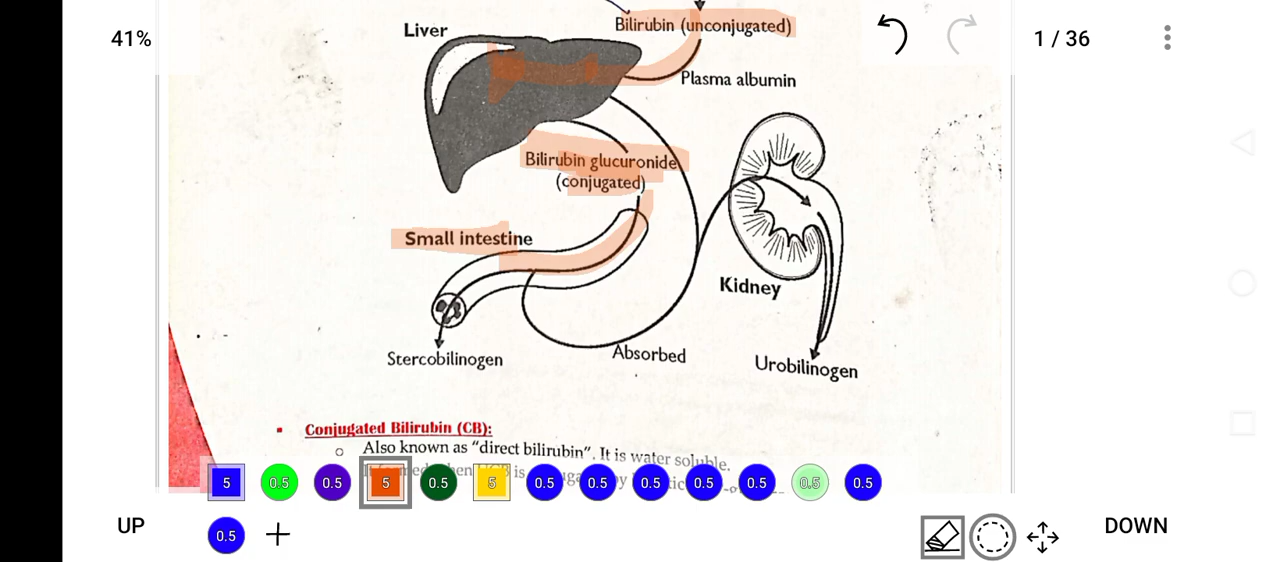 Liver
Bilirubin (unconjugated)
41%
1 / 36
Plasma albumin
Bilirubin glucuronide
(conjugated)
Small intestine
Kidney
Stercobilinogen
Absorbed
Urobilinogen
Conjugated Bilirubin (CB):
Also known as "direct bilirubin". It is water soluble.
5 0.5 0.5 5 0.5 5 0.5 0.5 0.5 0.5 0.5 0.5 0.5
UP
0.5
DOWN